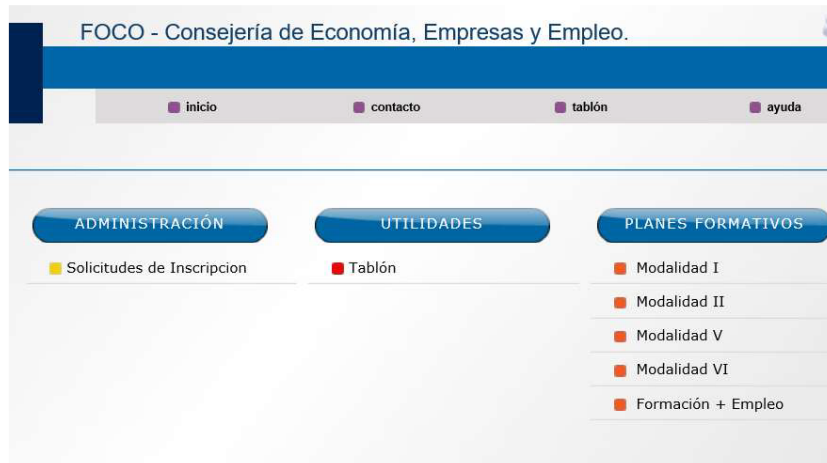 FOCO - Consejería de Economía, Empresas y Empleo.
inicio contacto tablón ayuda
ADMINISTRACIÓN UTILIDADES PLANES FORMATIVOS
Solicitudes de Inscripcion Tablón Modalidad I
Modalidad II
Modalidad V
Modalidad VI
Formación + Empleo